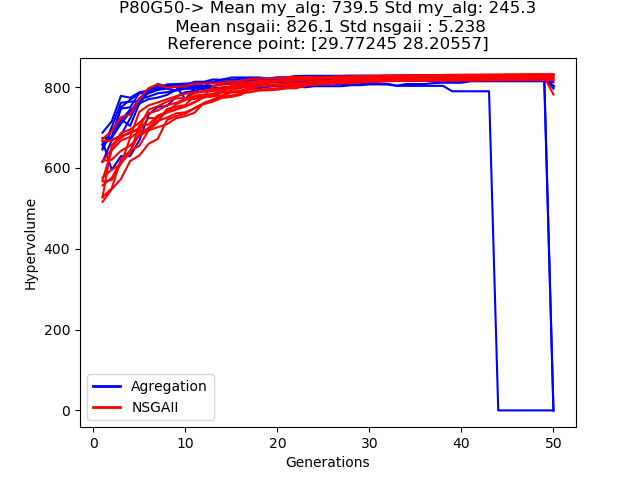 P80G50-> Mean my_alg: 739.5 Std my_alg: 245.3
Mean nsgaii: 826.1 Std nsgaii : 5.238
Reference point: [29.77245 28.20557]
800
600
400
200
0
Hypervolume
Agregation
NSGAII
0 10 20 30 40 50
Generations